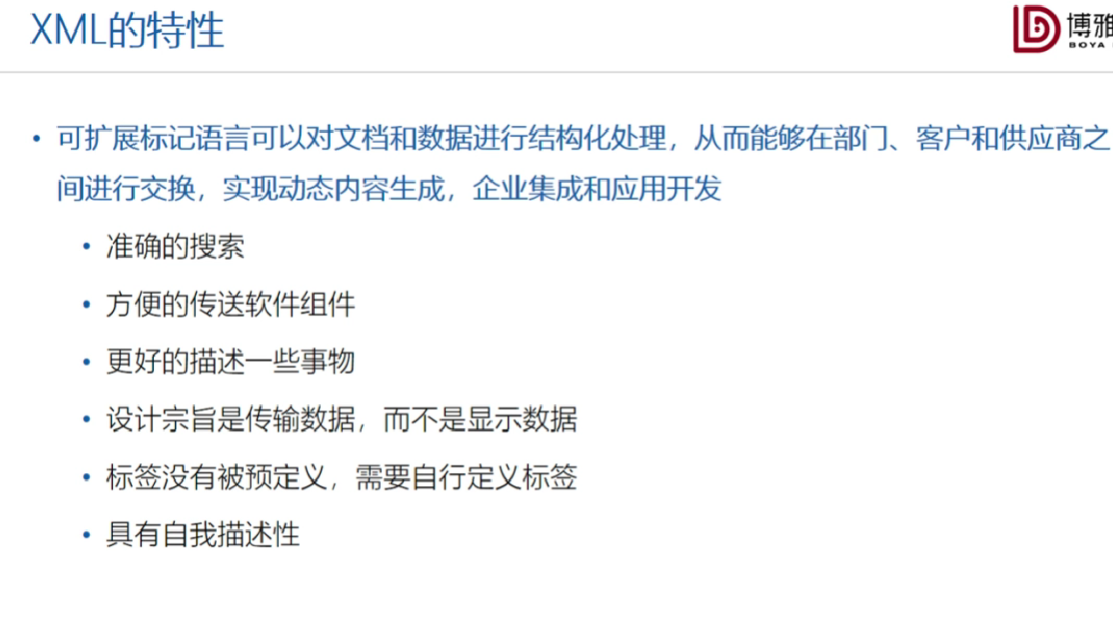 XML的特性
博雅
BOYA
• 可扩展标记语言可以对文档和数据进行结构化处理，从而能够在部门、客户和供应商之
间进行交换，实现动态内容生成，企业集成和应用开发
• 准确的搜索
• 方便的传送软件组件
• 更好的描述一些事物
• 设计宗旨是传输数据，而不是显示数据
• 标签没有被预定义，需要自行定义标签
• 具有自我描述性